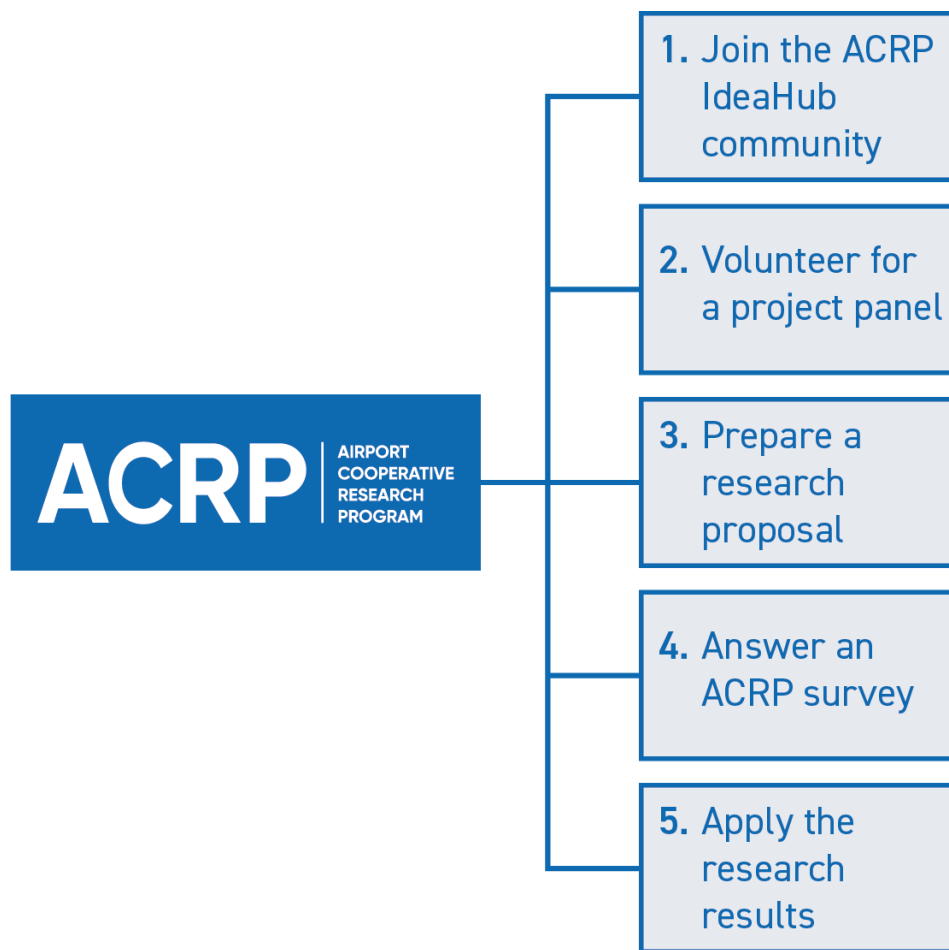 ACRP
AIRPORT
COOPERATIVE
RESEARCH
PROGRAM
1. Join the ACRP
IdeaHub
community
2. Volunteer for
a project panel
3. Prepare a
research
proposal
4. Answer an
ACRP survey
5. Apply the
research
results